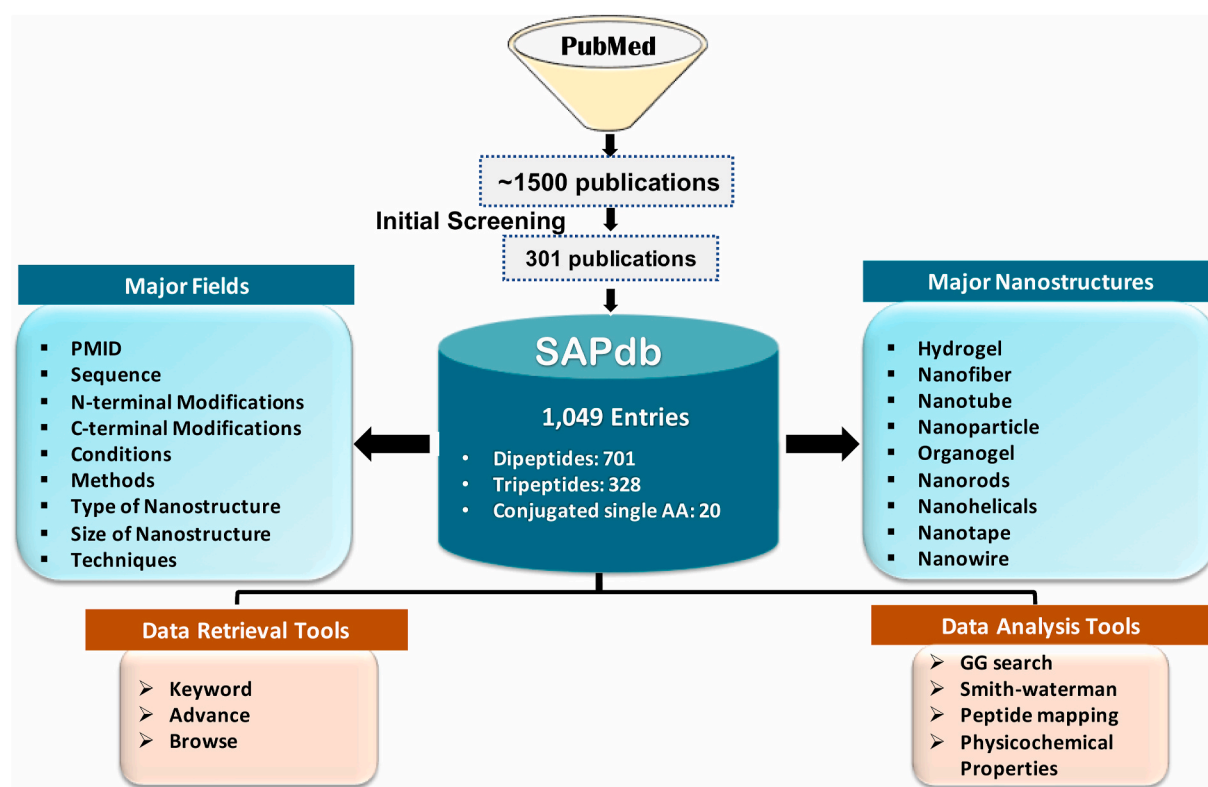 PubMed
~1500 publications
Initial Screening
301 publications
Major Fields
PMID
Sequence
N-terminal Modifications
C-terminal Modifications
Conditions
Methods
Type of Nanostructure
Size of Nanostructure
Techniques
SAPdb
1,049 Entries
• Dipeptides: 701
• Tripeptides: 328
• Conjugated single AA: 20
Major Nanostructures
Hydrogel
Nanofiber
Nanotube
Nanoparticle
Organogel
Nanorods
Nanohelicals
Nanotape
Nanowire
Data Retrieval Tools
Keyword
Advance
Browse
Data Analysis Tools
GG search
Smith-waterman
Peptide mapping
Physicochemical
Properties